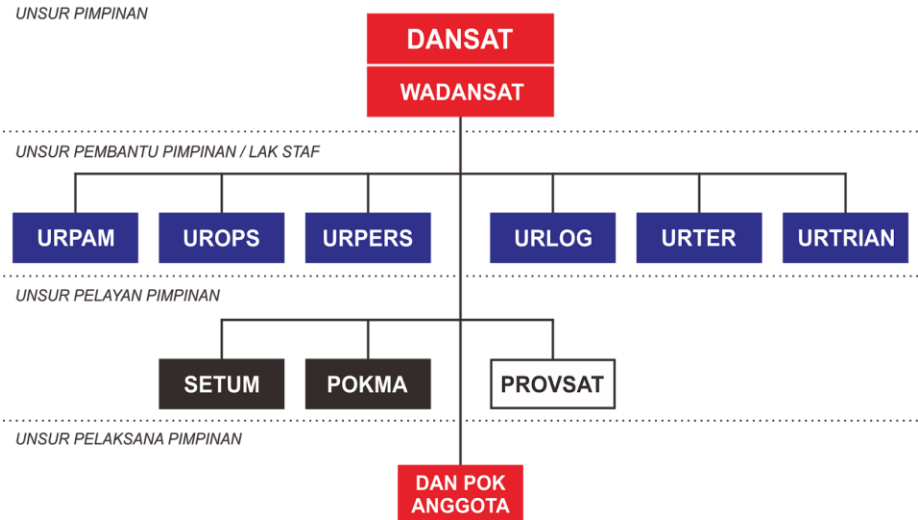 UNSUR PIMPINAN
DANSAT
WADANSAT
UNSUR PEMBANTU PIMPINAN / LAK STAF
URPAM
UROPS
URPERS
URLOG
URTER
URTRIAN
UNSUR PELAYAN PIMPINAN
SETUM
POKMA
PROVSAT
UNSUR PELAKSANA PIMPINAN
DAN POK
ANGGOTA